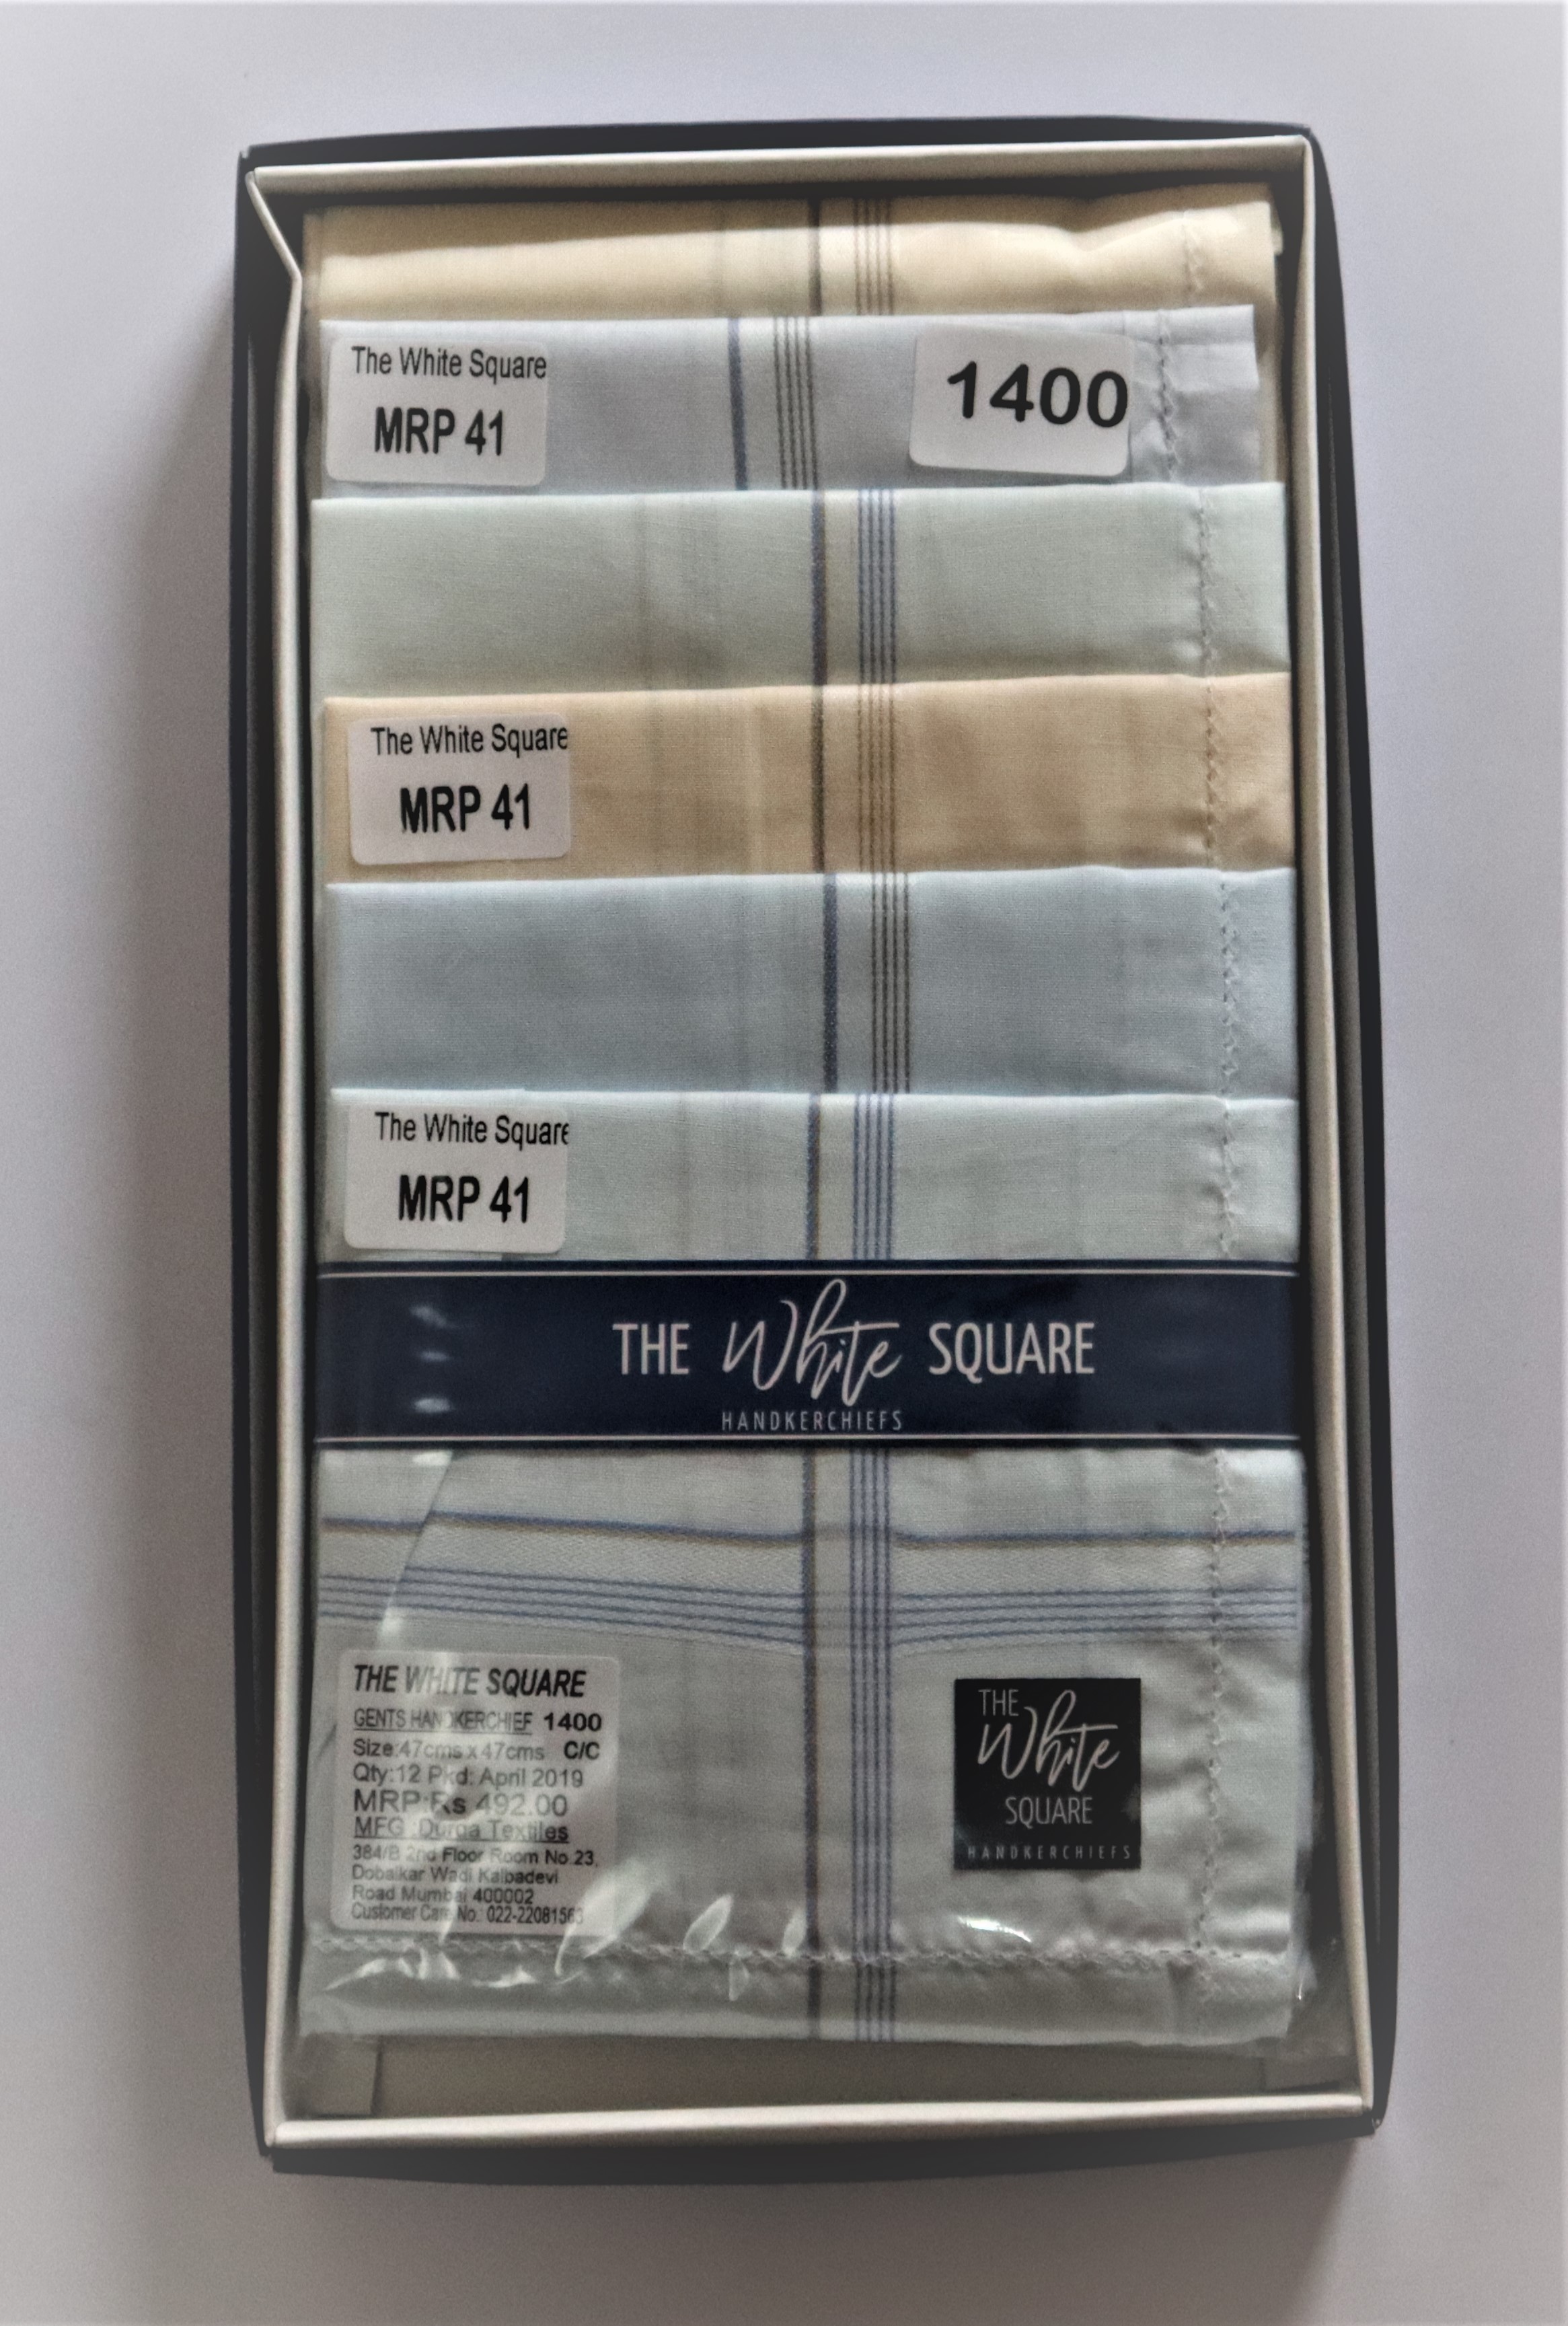 The White Square
MRP 41
1400
The White Square
MRP 41
The White Square
MRP 41
THE White SQUARE
HANDKERCHIEFS
THE WHITE SQUARE
GENTS HANDKERCHIEF 1400
Size:47cms x 47cms C/C
Qty:12 Pkd: April 2019
MRP:Rs 492.00
MFG :Durga Textiles
384/B 2nd Floor Room No.23,
Dobalkar Wadi Kalbadevi
Road Mumbai 400002
Customer Care No.: 022-22081563
THE
White
SQUARE
HANDKERCHIEFS